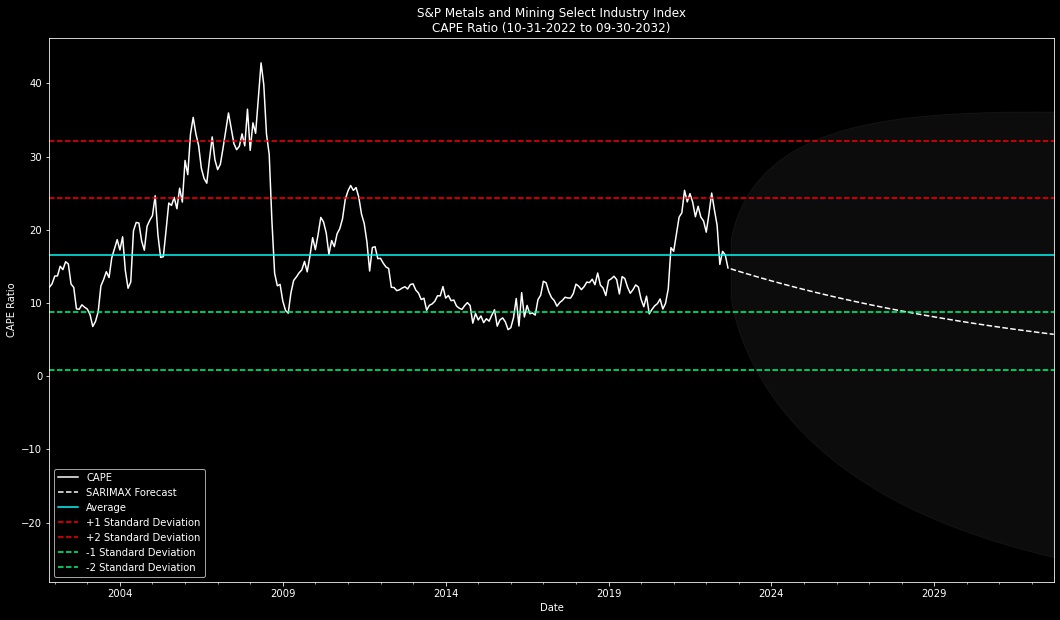 S&P Metals and Mining Select Industry Index
CAPE Ratio (10-31-2022 to 09-30-2032)
CAPE Ratio
40
30
20
10
0
−10
−20
CAPE
SARIMAX Forecast
Average
+1 Standard Deviation
+2 Standard Deviation
-1 Standard Deviation
-2 Standard Deviation
2004
2009
2014
2019
2024
2029
Date